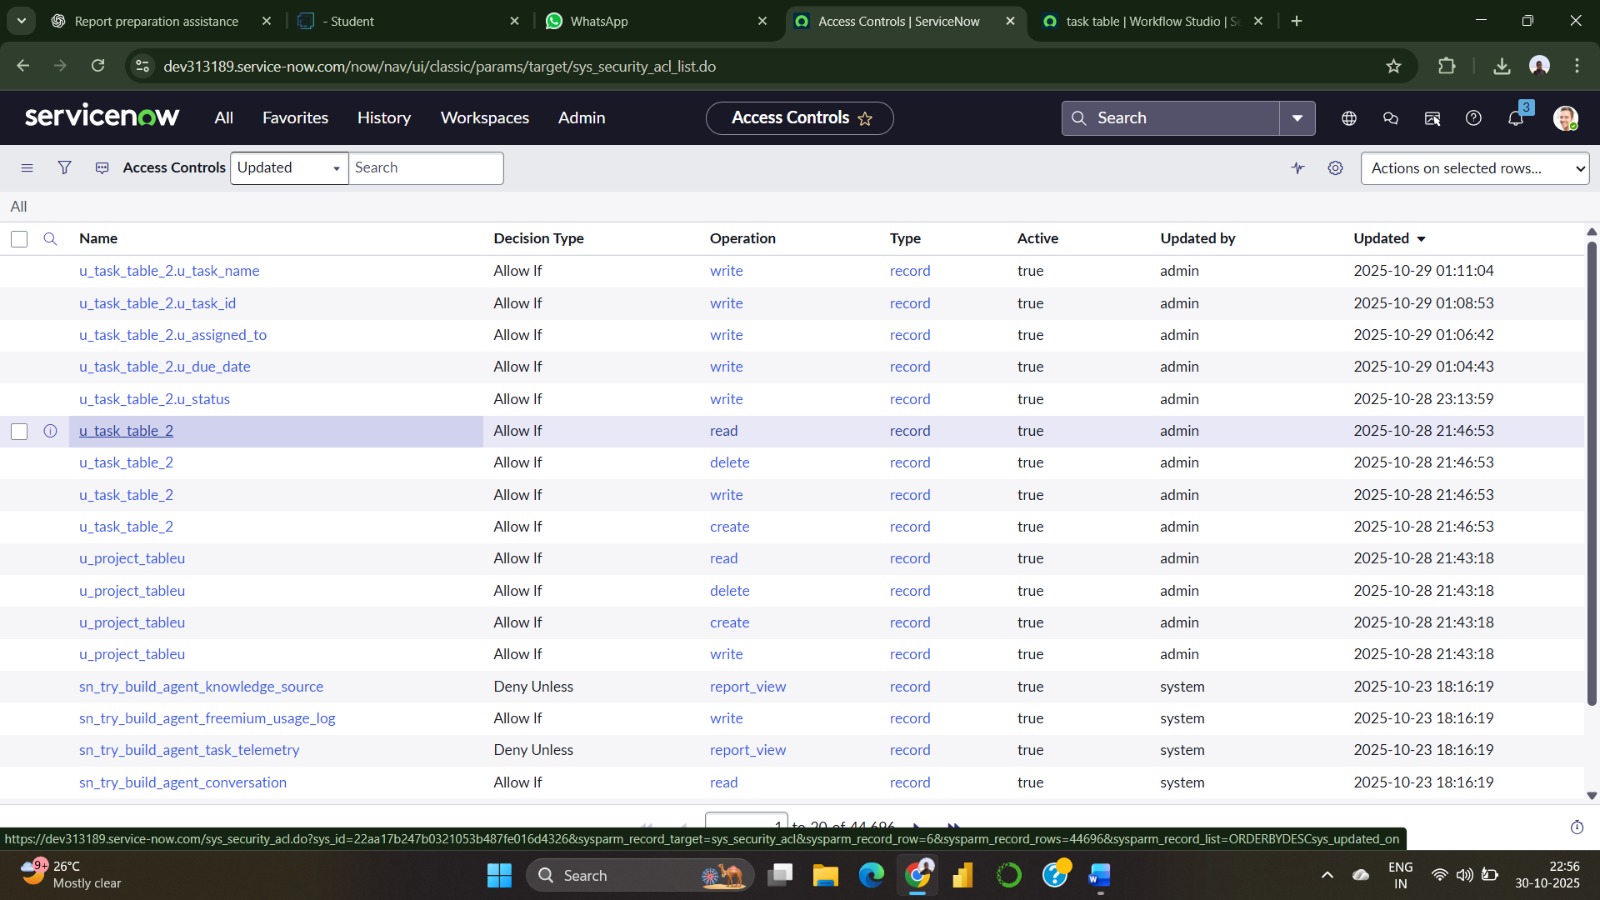 Report preparation assistance
- Student
WhatsApp
Access Controls | ServiceNow
task table | Workflow Studio | S
dev313189.service-now.com/now/nav/ui/classic/params/target/sys_security_acl_list.do
servicenow All Favorites History Workspaces Admin Access Controls Search 3
Access Controls Updated Search Actions on selected rows...
All
Name Decision Type Operation Type Active Updated by Updated
u_task_table_2.u_task_name Allow If write record true admin 2025-10-29 01:11:04
u_task_table_2.u_task_id Allow If write record true admin 2025-10-29 01:08:53
u_task_table_2.u_assigned_to Allow If write record true admin 2025-10-29 01:06:42
u_task_table_2.u_due_date Allow If write record true admin 2025-10-29 01:04:43
u_task_table_2.u_status Allow If write record true admin 2025-10-28 23:13:59
u_task_table_2 Allow If read record true admin 2025-10-28 21:46:53
u_task_table_2 Allow If delete record true admin 2025-10-28 21:46:53
u_task_table_2 Allow If write record true admin 2025-10-28 21:46:53
u_task_table_2 Allow If create record true admin 2025-10-28 21:46:53
u_project_tableu Allow If read record true admin 2025-10-28 21:43:18
u_project_tableu Allow If delete record true admin 2025-10-28 21:43:18
u_project_tableu Allow If create record true admin 2025-10-28 21:43:18
u_project_tableu Allow If write record true admin 2025-10-28 21:43:18
sn_try_build_agent_knowledge_source Deny Unless report_view record true system 2025-10-23 18:16:19
sn_try_build_agent_freemium_usage_log Allow If write record true system 2025-10-23 18:16:19
sn_try_build_agent_task_telemetry Deny Unless report_view record true system 2025-10-23 18:16:19
sn_try_build_agent_conversation Allow If read record true system 2025-10-23 18:16:19
1 to 20 of 44,696
https://dev313189.service-now.com/sys_security_acl.do?sys_id=22aa17b247b0321053b487fe016d4326&sysparm_record_target=sys_security_acl&sysparm_record_row=6&sysparm_record_rows=44696&sysparm_record_list=ORDERBYDESCsys_updated_on
9+ 26°C
Mostly clear
Search
ENG
IN
22:56
30-10-2025